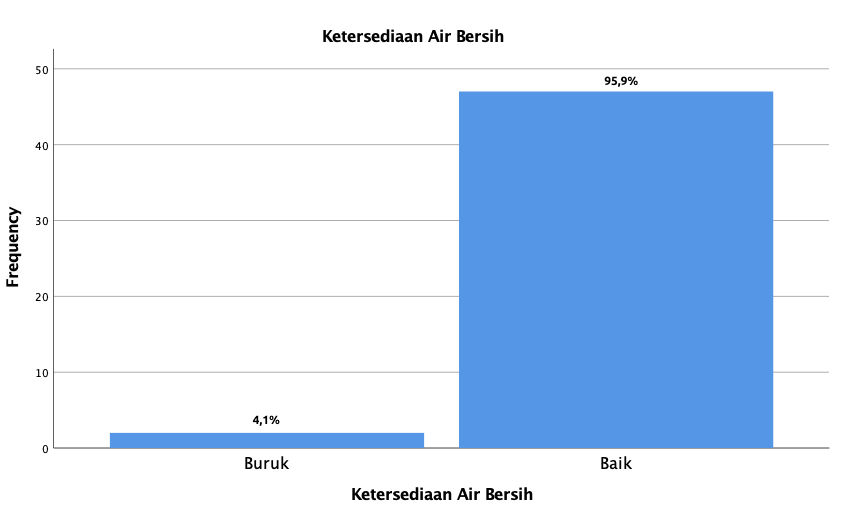 Ketersediaan Air Bersih
50
95,9%
40
30
Frequency
20
10
4,1%
0
Buruk
Baik
Ketersediaan Air Bersih